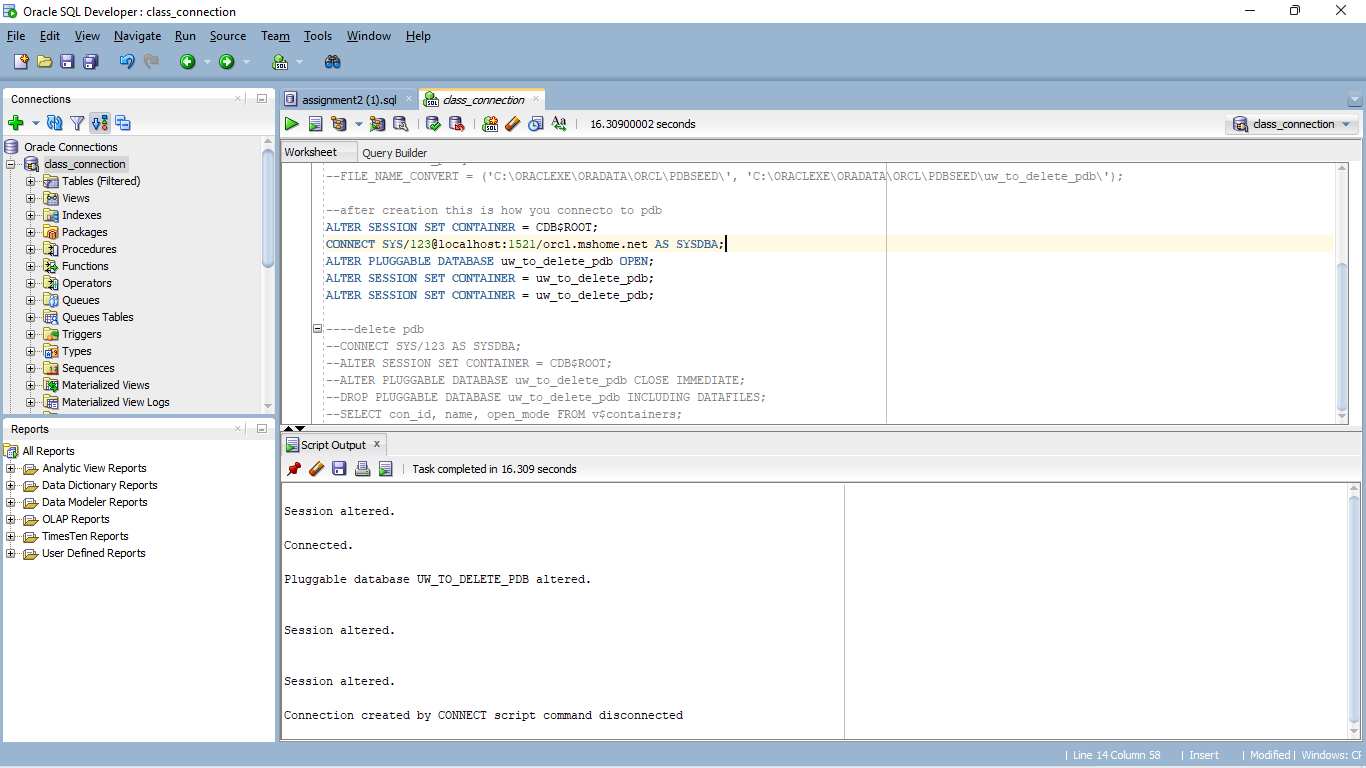 Oracle SQL Developer : class_connection
File Edit View Navigate Run Source Team Tools Window Help
Connections
Oracle Connections
class_connection
Tables (Filtered)
Views
Indexes
Packages
Procedures
Functions
Operators
Queues
Queues Tables
Triggers
Types
Sequences
Materialized Views
Materialized View Logs
Reports
All Reports
Analytic View Reports
Data Dictionary Reports
Data Modeler Reports
OLAP Reports
TimesTen Reports
User Defined Reports
assignment2 (1).sql class_connection
16.30900002 seconds class_connection
Worksheet Query Builder
--FILE_NAME_CONVERT = ('C:\ORACLEXE\ORADATA\ORCL\PDBSEED\', 'C:\ORACLEXE\ORADATA\ORCL\PDBSEED\uw_to_delete_pdb\');
--after creation this is how you connecto to pdb
ALTER SESSION SET CONTAINER = CDB$ROOT;
CONNECT SYS/123@localhost:1521/orcl.mshome.net AS SYSDBA;
ALTER PLUGGABLE DATABASE uw_to_delete_pdb OPEN;
ALTER SESSION SET CONTAINER = uw_to_delete_pdb;
ALTER SESSION SET CONTAINER = uw_to_delete_pdb;
----delete pdb
--CONNECT SYS/123 AS SYSDBA;
--ALTER SESSION SET CONTAINER = CDB$ROOT;
--ALTER PLUGGABLE DATABASE uw_to_delete_pdb CLOSE IMMEDIATE;
--DROP PLUGGABLE DATABASE uw_to_delete_pdb INCLUDING DATAFILES;
--SELECT con_id, name, open_mode FROM v$containers;
Script Output
Task completed in 16.309 seconds
Session altered.
Connected.
Pluggable database UW_TO_DELETE_PDB altered.
Session altered.
Session altered.
Connection created by CONNECT script command disconnected
Line 14 Column 58 Insert Modified Windows: